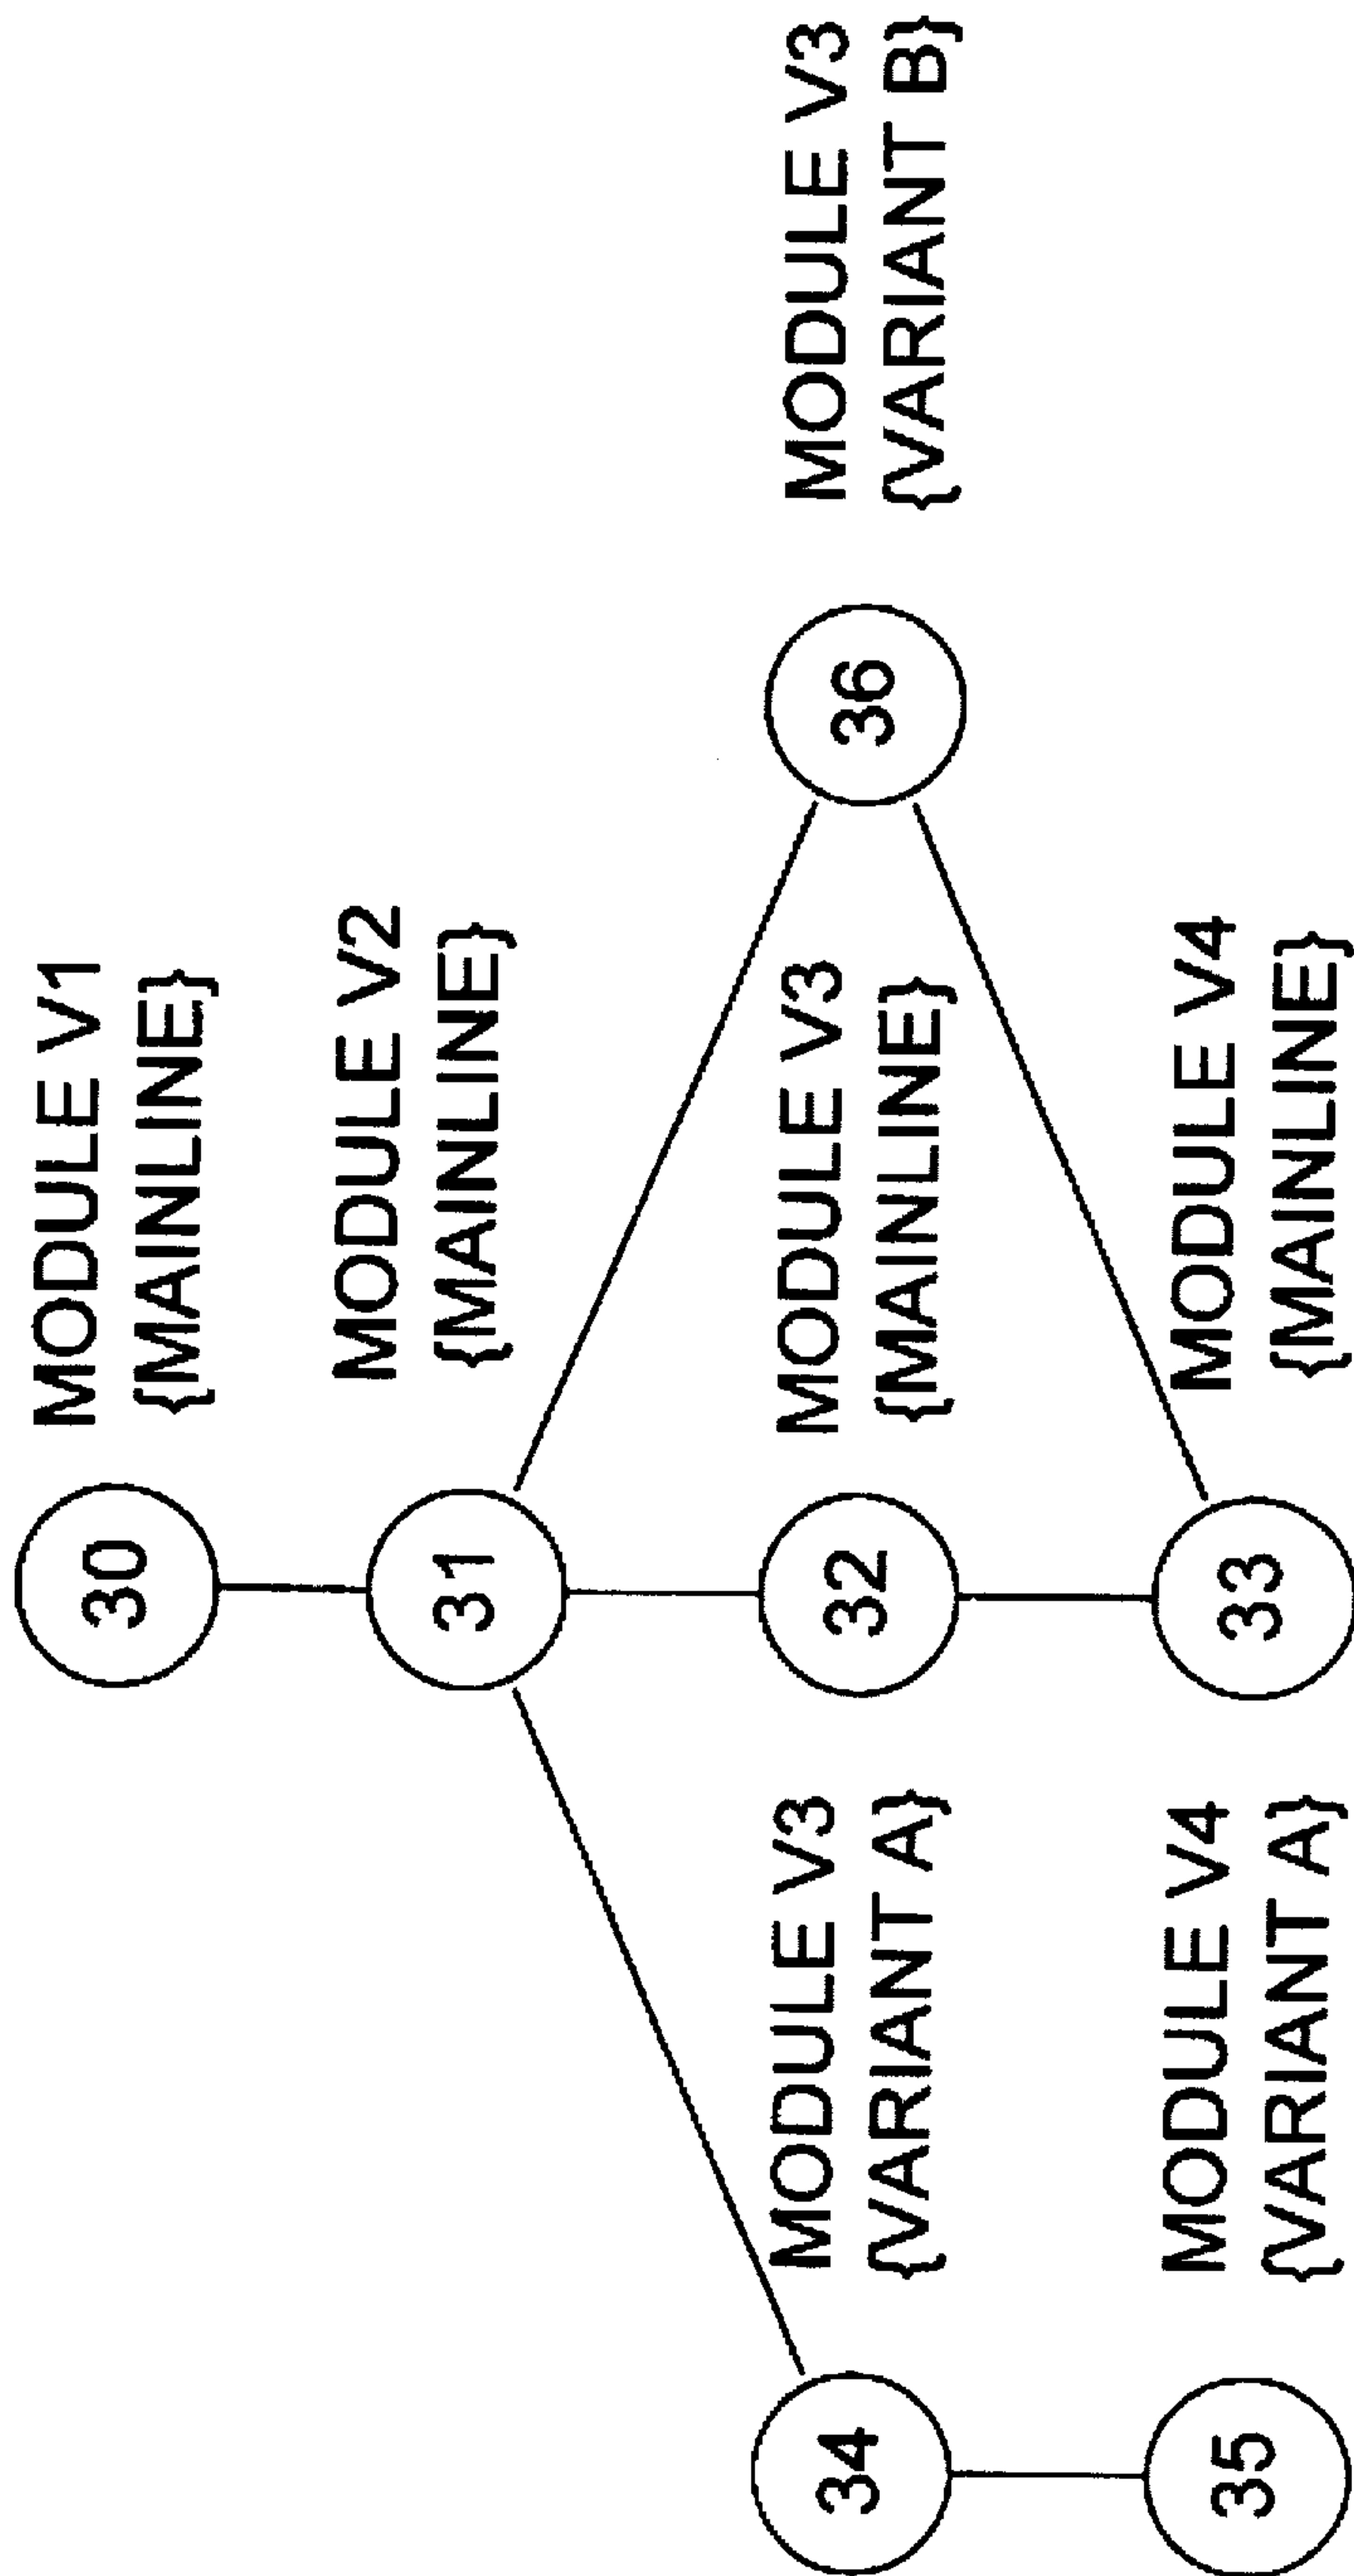 30
MODULE V1
{MAINLINE}
31
MODULE V2
{MAINLINE}
34
MODULE V3
{VARIANT A}
32
MODULE V3
{MAINLINE}
36
MODULE V3
{VARIANT B}
35
MODULE V4
{VARIANT A}
33
MODULE V4
{MAINLINE}